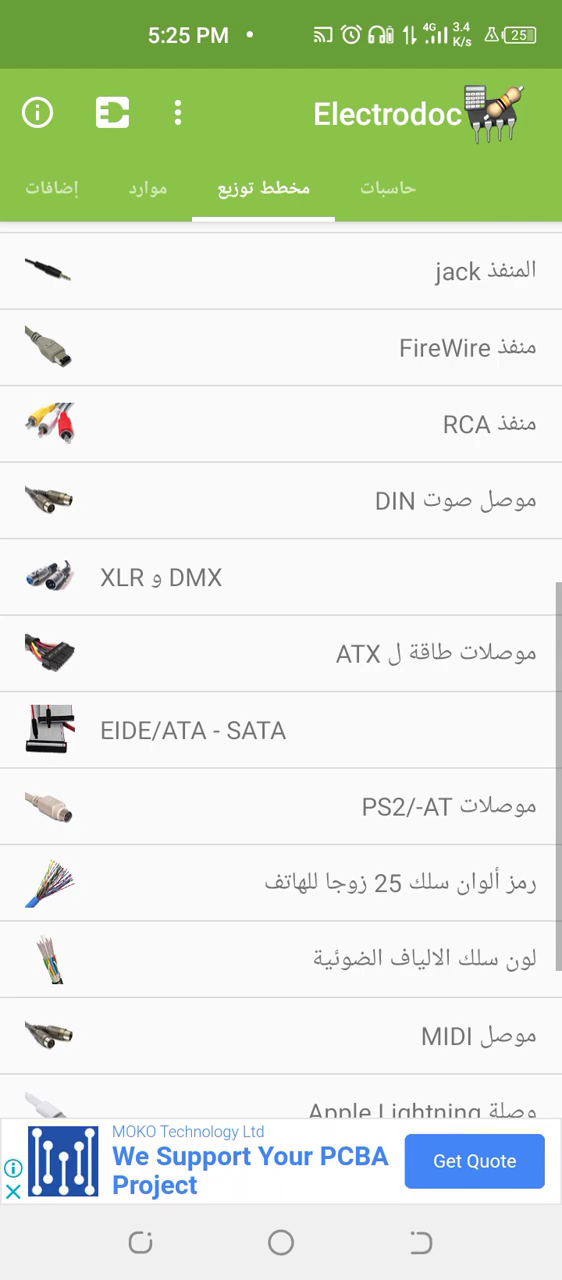 5:25 PM
4G 3.4 K/s 25
Electrodoc
حاسبات مخطط توزيع موارد إضافات
المنفذ jack
منفذ FireWire
منفذ RCA
موصل صوت DIN
XLR و DMX
موصلات طاقة ل ATX
EIDE/ATA - SATA
موصلات PS2/-AT
رمز ألوان سلك 25 زوجا للهاتف
لون سلك الالياف الضوئية
موصل MIDI
وصلة Apple Lightning
MOKO Technology Ltd
We Support Your PCBA
Project
Get Quote